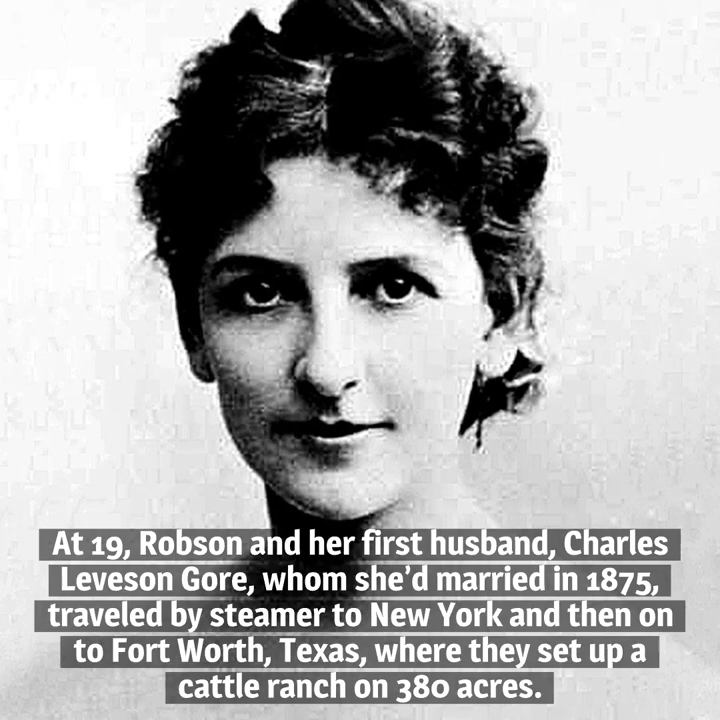 At 19, Robson and her first husband, Charles
Leveson Gore, whom she’d married in 1875,
traveled by steamer to New York and then on
to Fort Worth, Texas, where they set up a
cattle ranch on 380 acres.